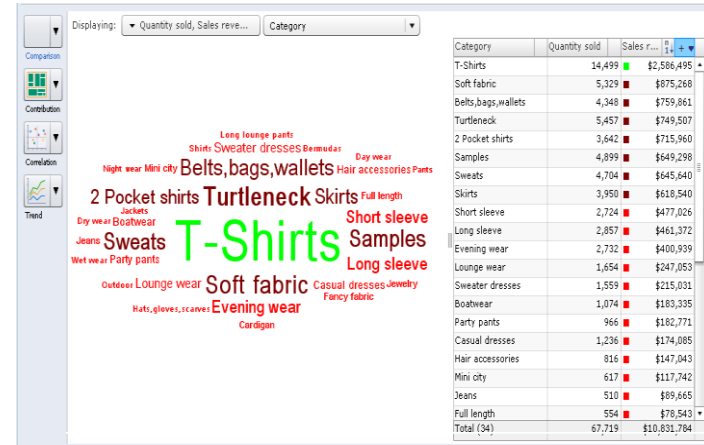 Displaying: Quantity sold, Sales reve... Category
Comparison
Contribution
Correlation
Trend
Long lounge pants
Shirts Sweater dresses Bermudas
Day wear
Night wear Mini city Belts,bags,wallets Hair accessories Pants
2 Pocket shirts Turtleneck Skirts Full length
Jackets
Dry wear Boatwear T-Shirts Short sleeve
Jeans Sweats Samples
Wet wear Party pants Long sleeve
Outdoor Lounge wear Soft fabric Casual dresses Jewelry
Fancy fabric
Hats,gloves,scarves Evening wear
Cardigan
Category Quantity sold Sales r...
T-Shirts 14,499 $2,586,495
Soft fabric 5,329 $875,268
Belts,bags,wallets 4,348 $759,861
Turtleneck 5,457 $749,507
2 Pocket shirts 3,642 $715,960
Samples 4,899 $649,298
Sweats 4,704 $645,640
Skirts 3,950 $618,540
Short sleeve 2,724 $477,026
Long sleeve 2,857 $461,372
Evening wear 2,732 $400,939
Lounge wear 1,654 $247,053
Sweater dresses 1,559 $215,031
Boatwear 1,074 $183,335
Party pants 966 $182,771
Casual dresses 1,236 $174,085
Hair accessories 816 $147,043
Mini city 617 $117,742
Jeans 510 $89,665
Full length 554 $78,543
Total (34) 67,719 $10,831,784